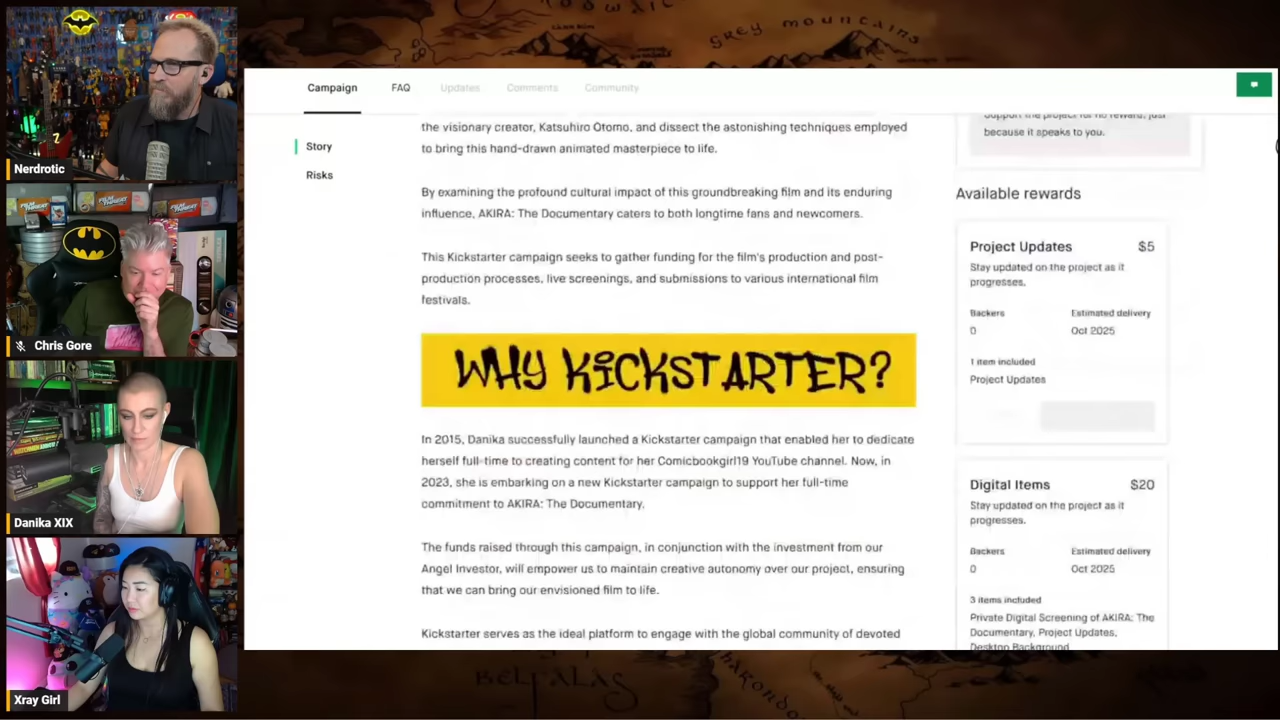 GREY MOUNTAINS
Nerdrotic
Chris Gore
Danika XIX
Xray Girl
Campaign
FAQ
Updates
Comments
Community
Story
Risks
the visionary creator, Katsuhiro Otomo, and dissect the astonishing techniques employed
to bring this hand-drawn animated masterpiece to life.
By examining the profound cultural impact of this groundbreaking film and its enduring
influence, AKIRA: The Documentary caters to both longtime fans and newcomers.
This Kickstarter campaign seeks to gather funding for the film's production and post-
production processes, live screenings, and submissions to various international film
festivals.
WHY KiCKSTARTER?
In 2015, Danika successfully launched a Kickstarter campaign that enabled her to dedicate
herself full-time to creating content for her Comicbookgirl19 YouTube channel. Now, in
2023, she is embarking on a new Kickstarter campaign to support her full-time
commitment to AKIRA: The Documentary.
The funds raised through this campaign, in conjunction with the investment from our
Angel Investor, will empower us to maintain creative autonomy over our project, ensuring
that we can bring our envisioned film to life.
Kickstarter serves as the ideal platform to engage with the global community of devoted
Support the project for no reward, just
because it speaks to you.
Available rewards
Project Updates $5
Stay updated on the project as it
progresses.
Backers Estimated delivery
0 Oct 2025
1 item included
Project Updates
Digital Items $20
Stay updated on the project as it
progresses.
Backers Estimated delivery
0 Oct 2025
3 items included
Private Digital Screening of AKIRA: The
Documentary, Project Updates,
Desktop Background
BELFALAS